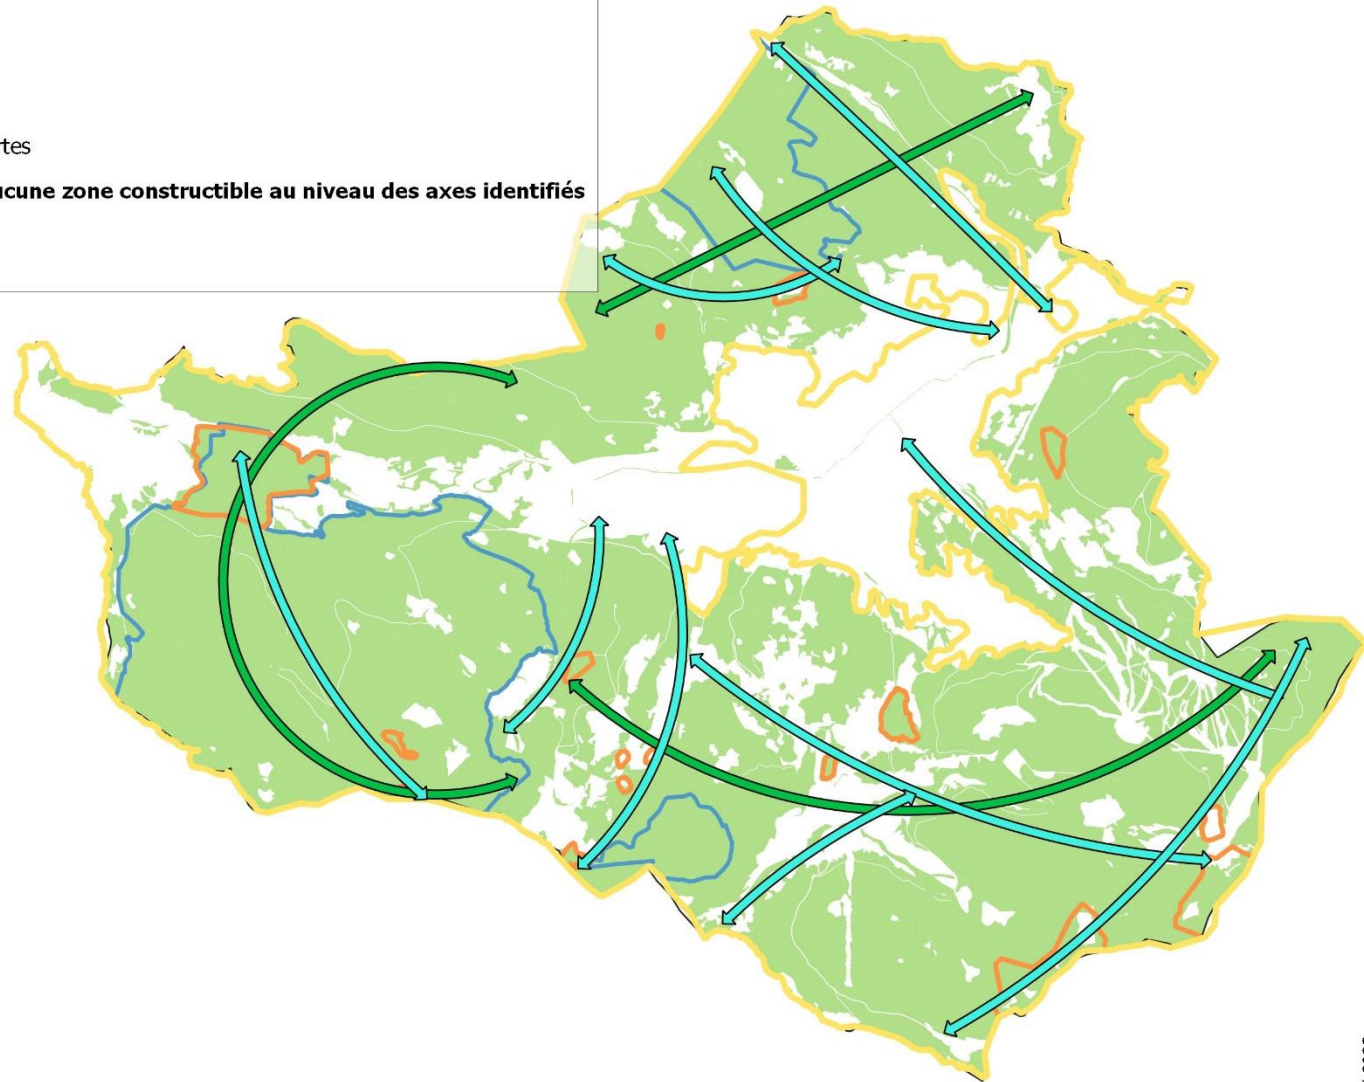 rtes
ucune zone constructible au niveau des axes identifiés